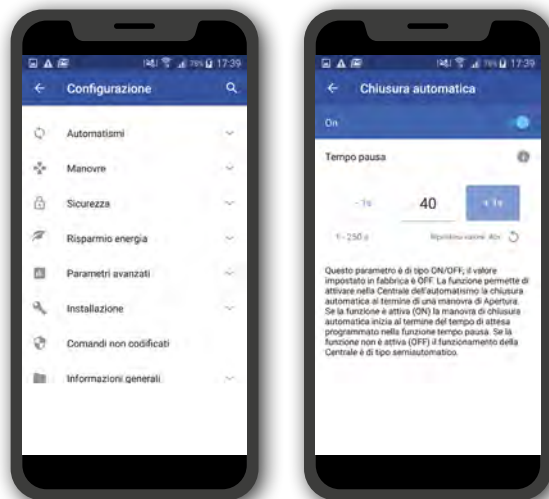 17:39
Configurazione
Automatismi
Manovre
Sicurezza
Risparmio energia
Parametri avanzati
Installazione
Comandi non codificati
Informazioni generali
17:39
Chiusura automatica
On
Tempo pausa
- 1s 40 + 1s
Questo parametro è di tipo ON/OFF; il valore
impostato in fabbrica è OFF. La funzione permette di
attivare nella Centrale dell'automatismo la chiusura
automatica al termine di una manovra di Apertura.
Se la funzione è attiva (ON) la manovra di chiusura
automatica inizia al termine del tempo di attesa
programmato nella funzione tempo pausa. Se la
funzione non è attiva (OFF) il funzionamento della
Centrale è di tipo semiautomatico.